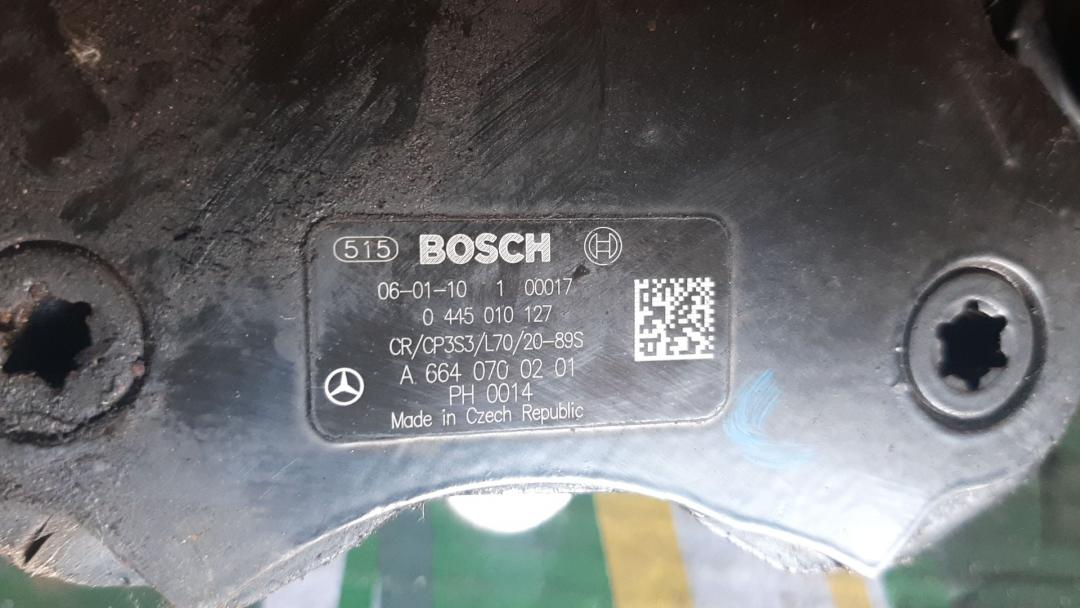 515 BOSCH H
06-01-10 1 00017
0 445 010 127
CR/CP3S3/L70/20-89S
A 664 070 02 01
PH 0014
Made in Czech Republic